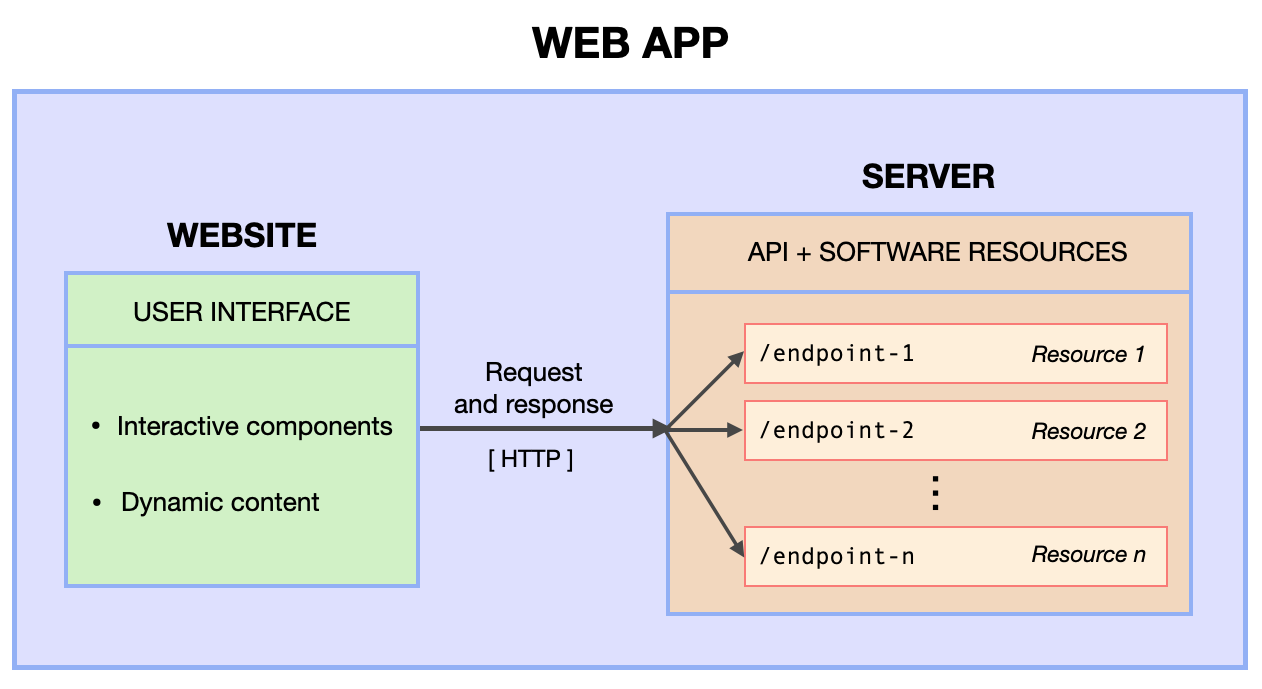 WEB APP
WEBSITE
USER INTERFACE
• Interactive components
• Dynamic content
Request
and response
[ HTTP ]
SERVER
API + SOFTWARE RESOURCES
/endpoint-1 Resource 1
/endpoint-2 Resource 2
/endpoint-n Resource n